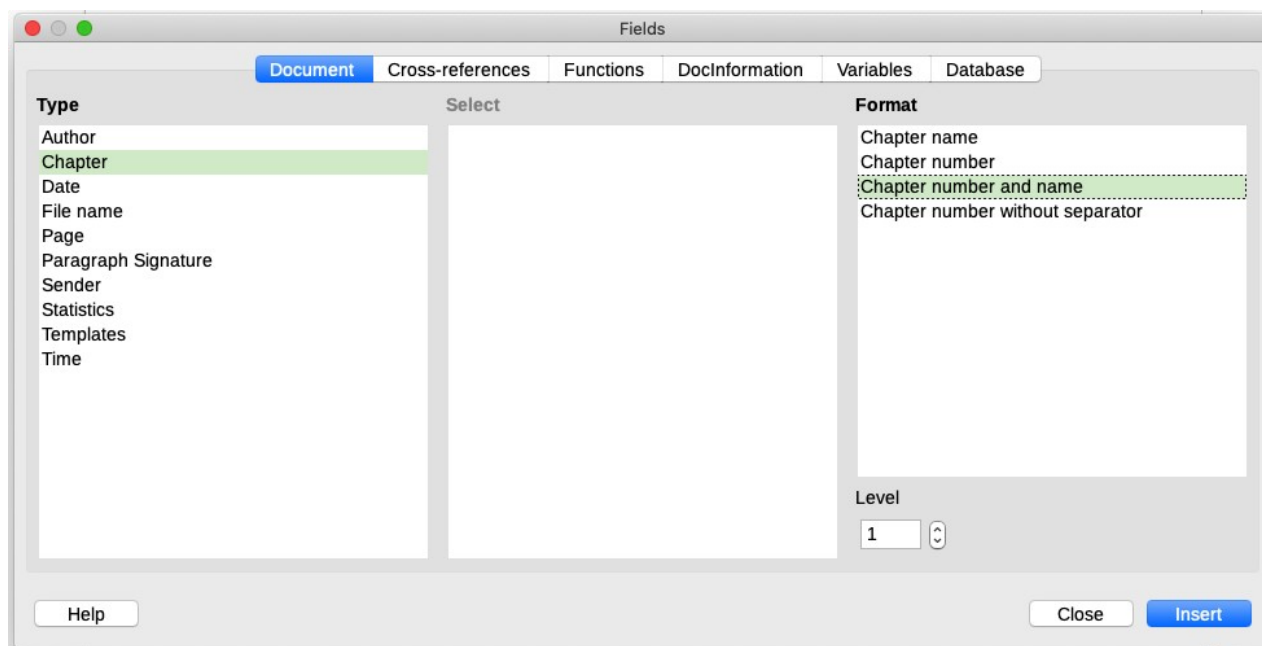 Fields
Document Cross-references Functions DocInformation Variables Database
Type
Author
Chapter
Date
File name
Page
Paragraph Signature
Sender
Statistics
Templates
Time
Select
Format
Chapter name
Chapter number
Chapter number and name
Chapter number without separator
Level
1
Help Close Insert